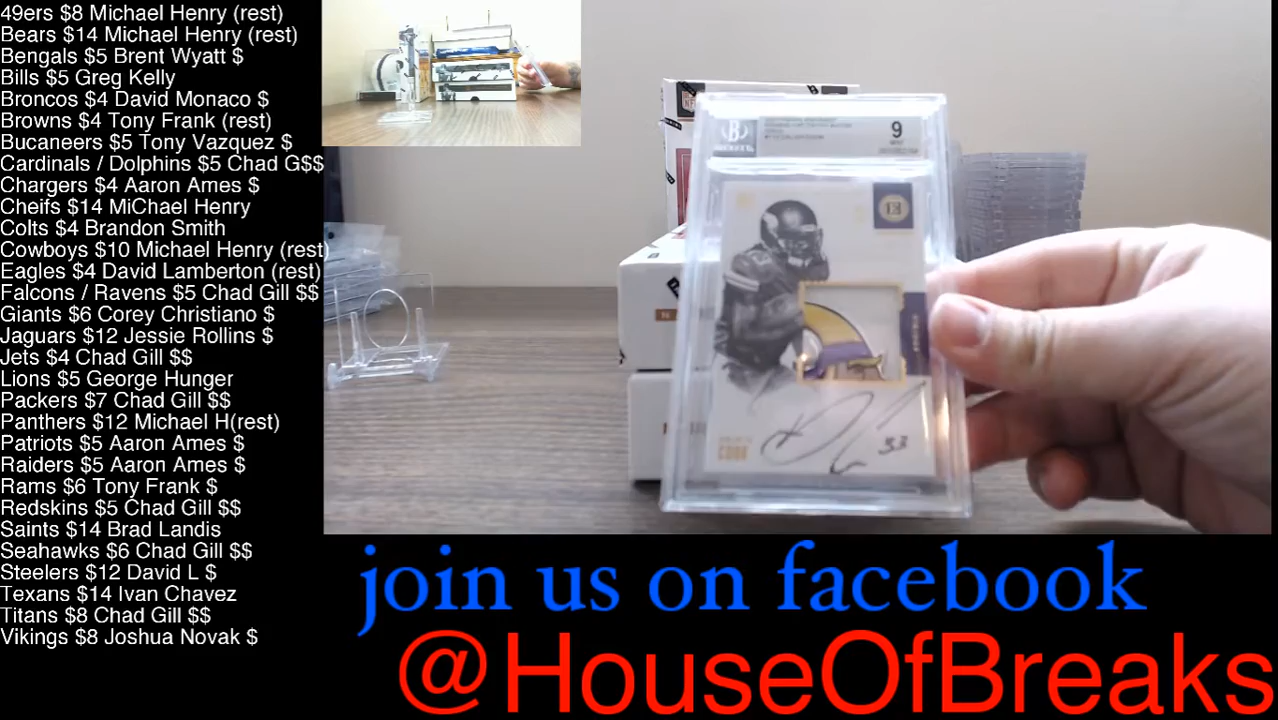 49ers $8 Michael Henry (rest)
Bears $14 Michael Henry (rest)
Bengals $5 Brent Wyatt $
Bills $5 Greg Kelly
Broncos $4 David Monaco $
Browns $4 Tony Frank (rest)
Bucaneers $5 Tony Vazquez $
Cardinals / Dolphins $5 Chad G$$
Chargers $4 Aaron Ames $
Cheifs $14 MiChael Henry
Colts $4 Brandon Smith
Cowboys $10 Michael Henry (rest)
Eagles $4 David Lamberton (rest)
Falcons / Ravens $5 Chad Gill $$
Giants $6 Corey Christiano $
Jaguars $12 Jessie Rollins $
Jets $4 Chad Gill $$
Lions $5 George Hunger
Packers $7 Chad Gill $$
Panthers $12 Michael H(rest)
Patriots $5 Aaron Ames $
Raiders $5 Aaron Ames $
Rams $6 Tony Frank $
Redskins $5 Chad Gill $$
Saints $14 Brad Landis
Seahawks $6 Chad Gill $$
Steelers $12 David L $
Texans $14 Ivan Chavez
Titans $8 Chad Gill $$
Vikings $8 Joshua Novak $
9
33
join us on facebook
@HouseOfBreaks